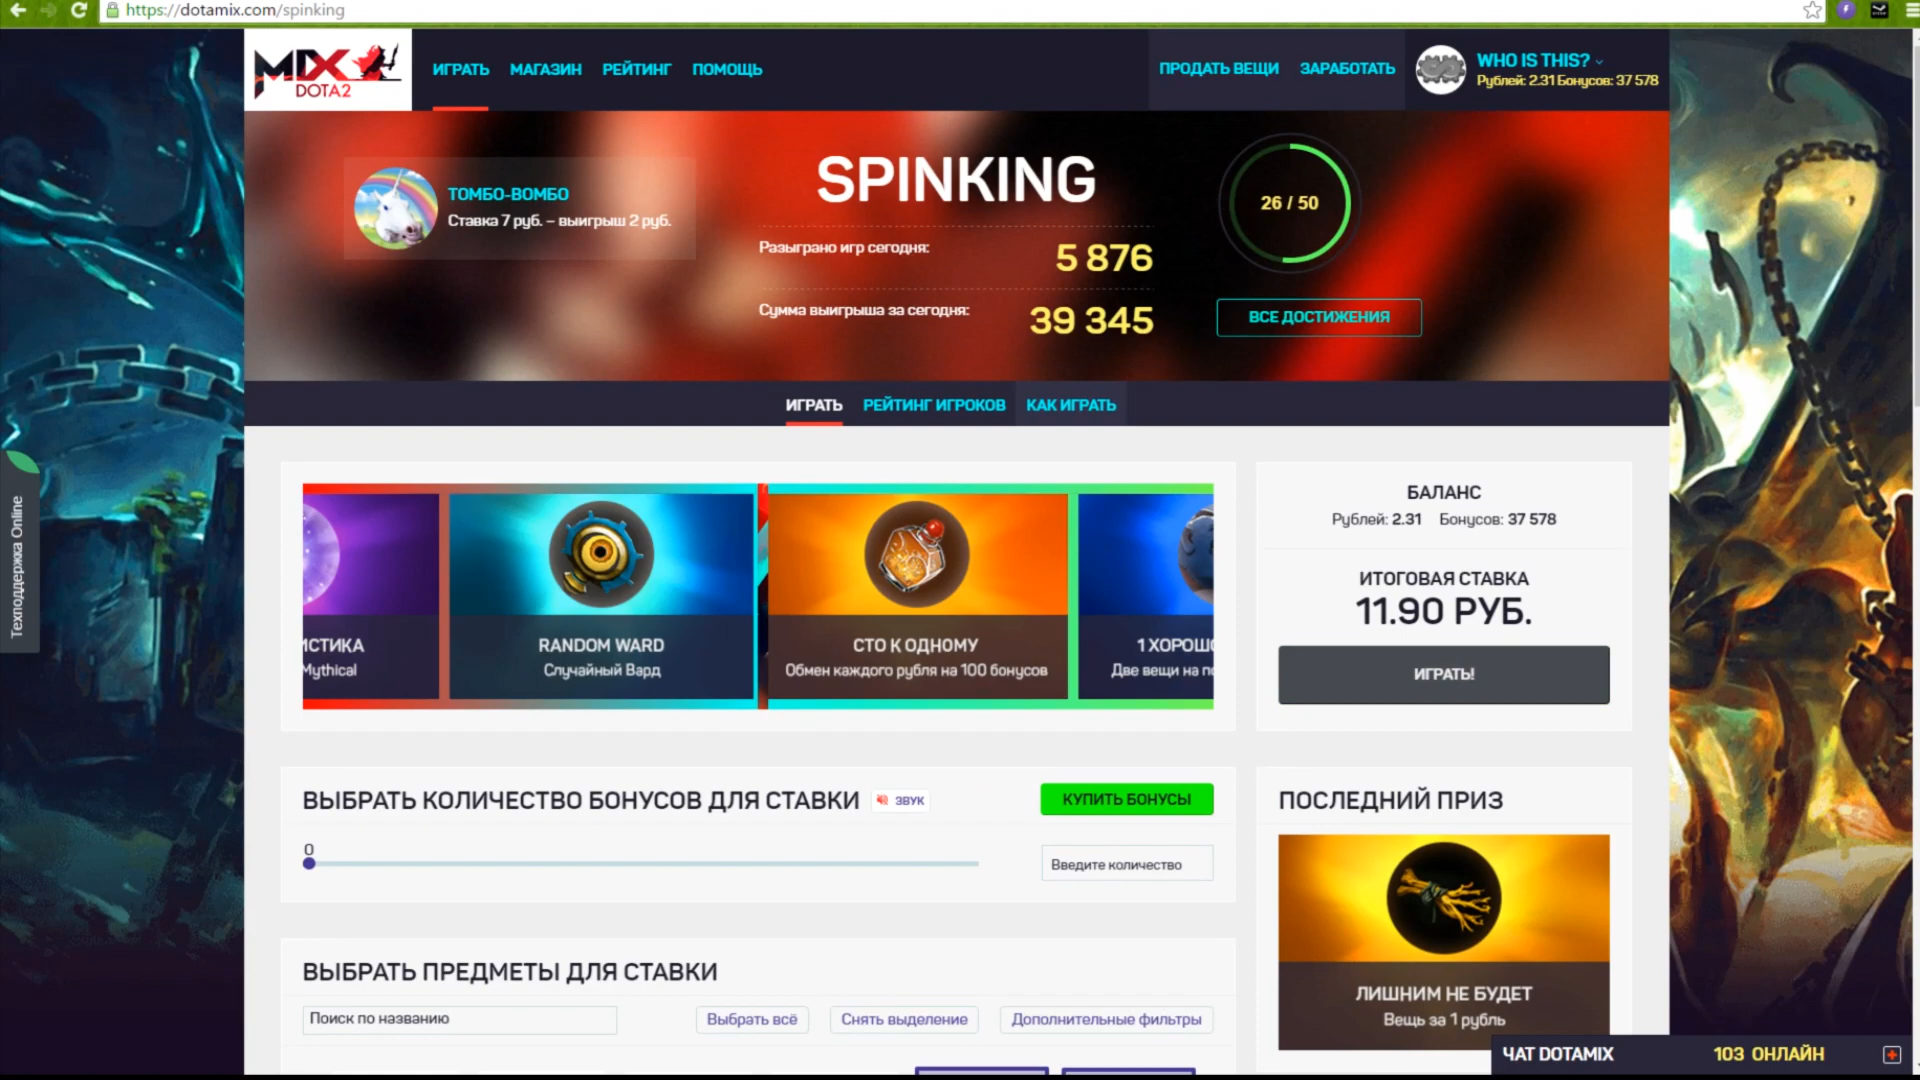 https://dotamix.com/spinking
MIX
DOTA2
ИГРАТЬ
МАГАЗИН
РЕЙТИНГ
ПОМОЩЬ
ПРОДАТЬ ВЕЩИ
ЗАРАБОТАТЬ
WHO IS THIS?
Рублей: 2.31 Бонусов: 37 578
ТОМБО-ВОМБО
Ставка 7 руб. – выигрыш 2 руб.
SPINKING
Разыграно игр сегодня:
5 876
Сумма выигрыша за сегодня:
39 345
26 / 50
ВСЕ ДОСТИЖЕНИЯ
ИГРАТЬ
РЕЙТИНГ ИГРОКОВ
КАК ИГРАТЬ
Техподдержка Online
ИСТИКА
Mythical
RANDOM WARD
Случайный Вард
СТО К ОДНОМУ
Обмен каждого рубля на 100 бонусов
1 ХОРОШО
Две вещи на по
БАЛАНС
Рублей: 2.31 Бонусов: 37 578
ИТОГОВАЯ СТАВКА
11.90 РУБ.
ИГРАТЬ!
ВЫБРАТЬ КОЛИЧЕСТВО БОНУСОВ ДЛЯ СТАВКИ
ЗВУК
КУПИТЬ БОНУСЫ
0
Введите количество
ПОСЛЕДНИЙ ПРИЗ
ЛИШНИМ НЕ БУДЕТ
Вещь за 1 рубль
ВЫБРАТЬ ПРЕДМЕТЫ ДЛЯ СТАВКИ
Поиск по названию
Выбрать всё
Снять выделение
Дополнительные фильтры
ЧАТ DOTAMIX
103 ОНЛАЙН